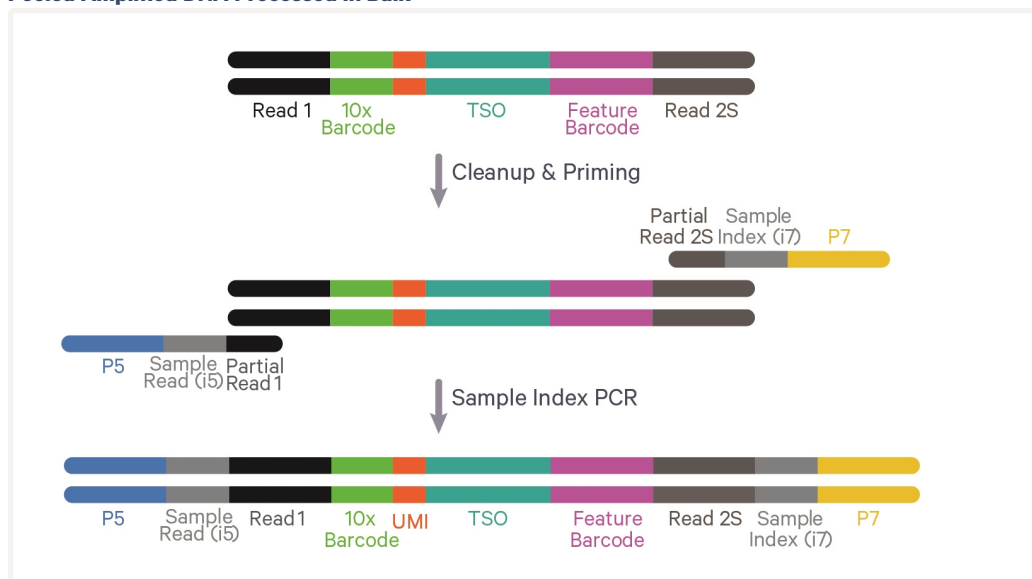 Read 1 10x Barcode TSO Feature Barcode Read 2S
Cleanup & Priming
Partial Read 2S Sample Index (i7) P7
P5 Sample Read (i5) Partial Read 1
Sample Index PCR
P5 Sample Read (i5) Read1 10x Barcode UMI TSO Feature Barcode Read 2S Sample Index (i7) P7